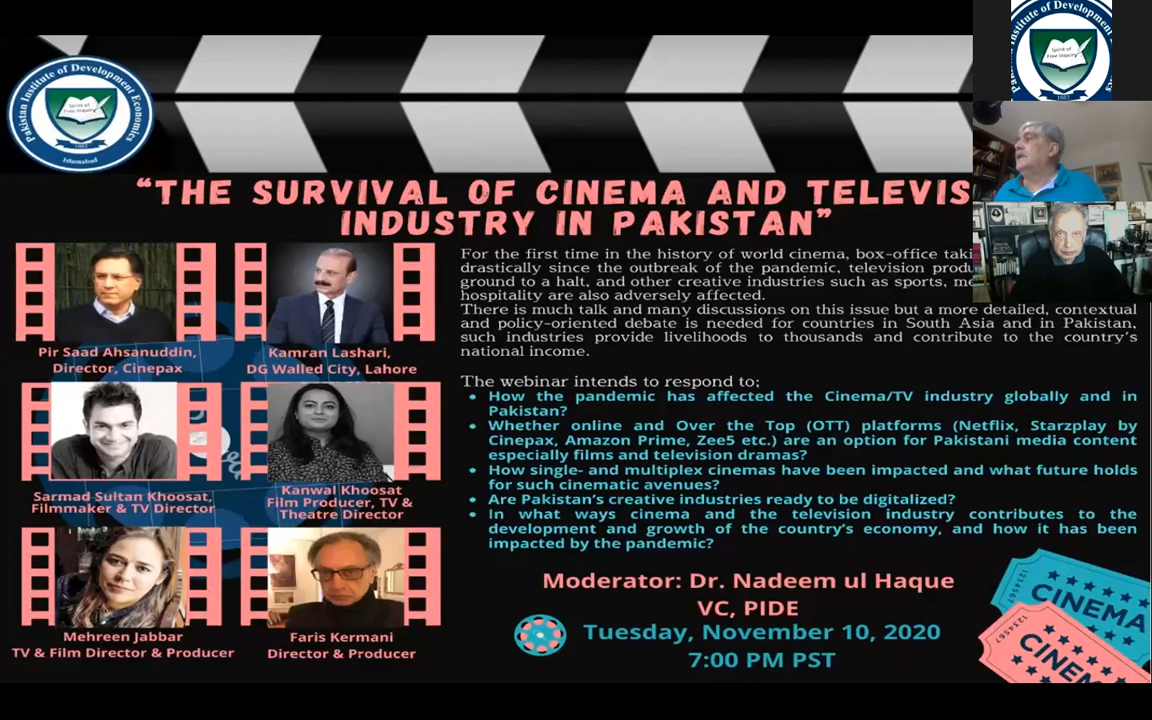 Pakistan Institute of Development Economics
Spirit of
Free Inquiry
1957
Islamabad
Spirit of
Free Inquiry
1957
“THE SURVIVAL OF CINEMA AND TELEVIS
INDUSTRY IN PAKISTAN”
Pir Saad Ahsanuddin,
Director, Cinepax
Kamran Lashari,
DG Walled City, Lahore
Sarmad Sultan Khoosat,
Filmmaker & TV Director
Kanwal Khoosat
Film Producer, TV &
Theatre Director
Mehreen Jabbar
TV & Film Director & Producer
Faris Kermani
Director & Producer
For the first time in the history of world cinema, box-office taki
drastically since the outbreak of the pandemic, television produ
ground to a halt, and other creative industries such as sports, m
hospitality are also adversely affected.
There is much talk and many discussions on this issue but a more detailed, contextual
and policy-oriented debate is needed for countries in South Asia and in Pakistan,
such industries provide livelihoods to thousands and contribute to the country's
national income.
The webinar intends to respond to;
• How the pandemic has affected the Cinema/TV industry globally and in
Pakistan?
• Whether online and Over the Top (OTT) platforms (Netflix, Starzplay by
Cinepax, Amazon Prime, Zee5 etc.) are an option for Pakistani media content
especially films and television dramas?
• How single- and multiplex cinemas have been impacted and what future holds
for such cinematic avenues?
• Are Pakistan's creative industries ready to be digitalized?
• In what ways cinema and the television industry contributes to the
development and growth of the country's economy, and how it has been
impacted by the pandemic?
Moderator: Dr. Nadeem ul Haque
VC, PIDE
Tuesday, November 10, 2020
7:00 PM PST
1234567
CINEMA
1234567
CINEM